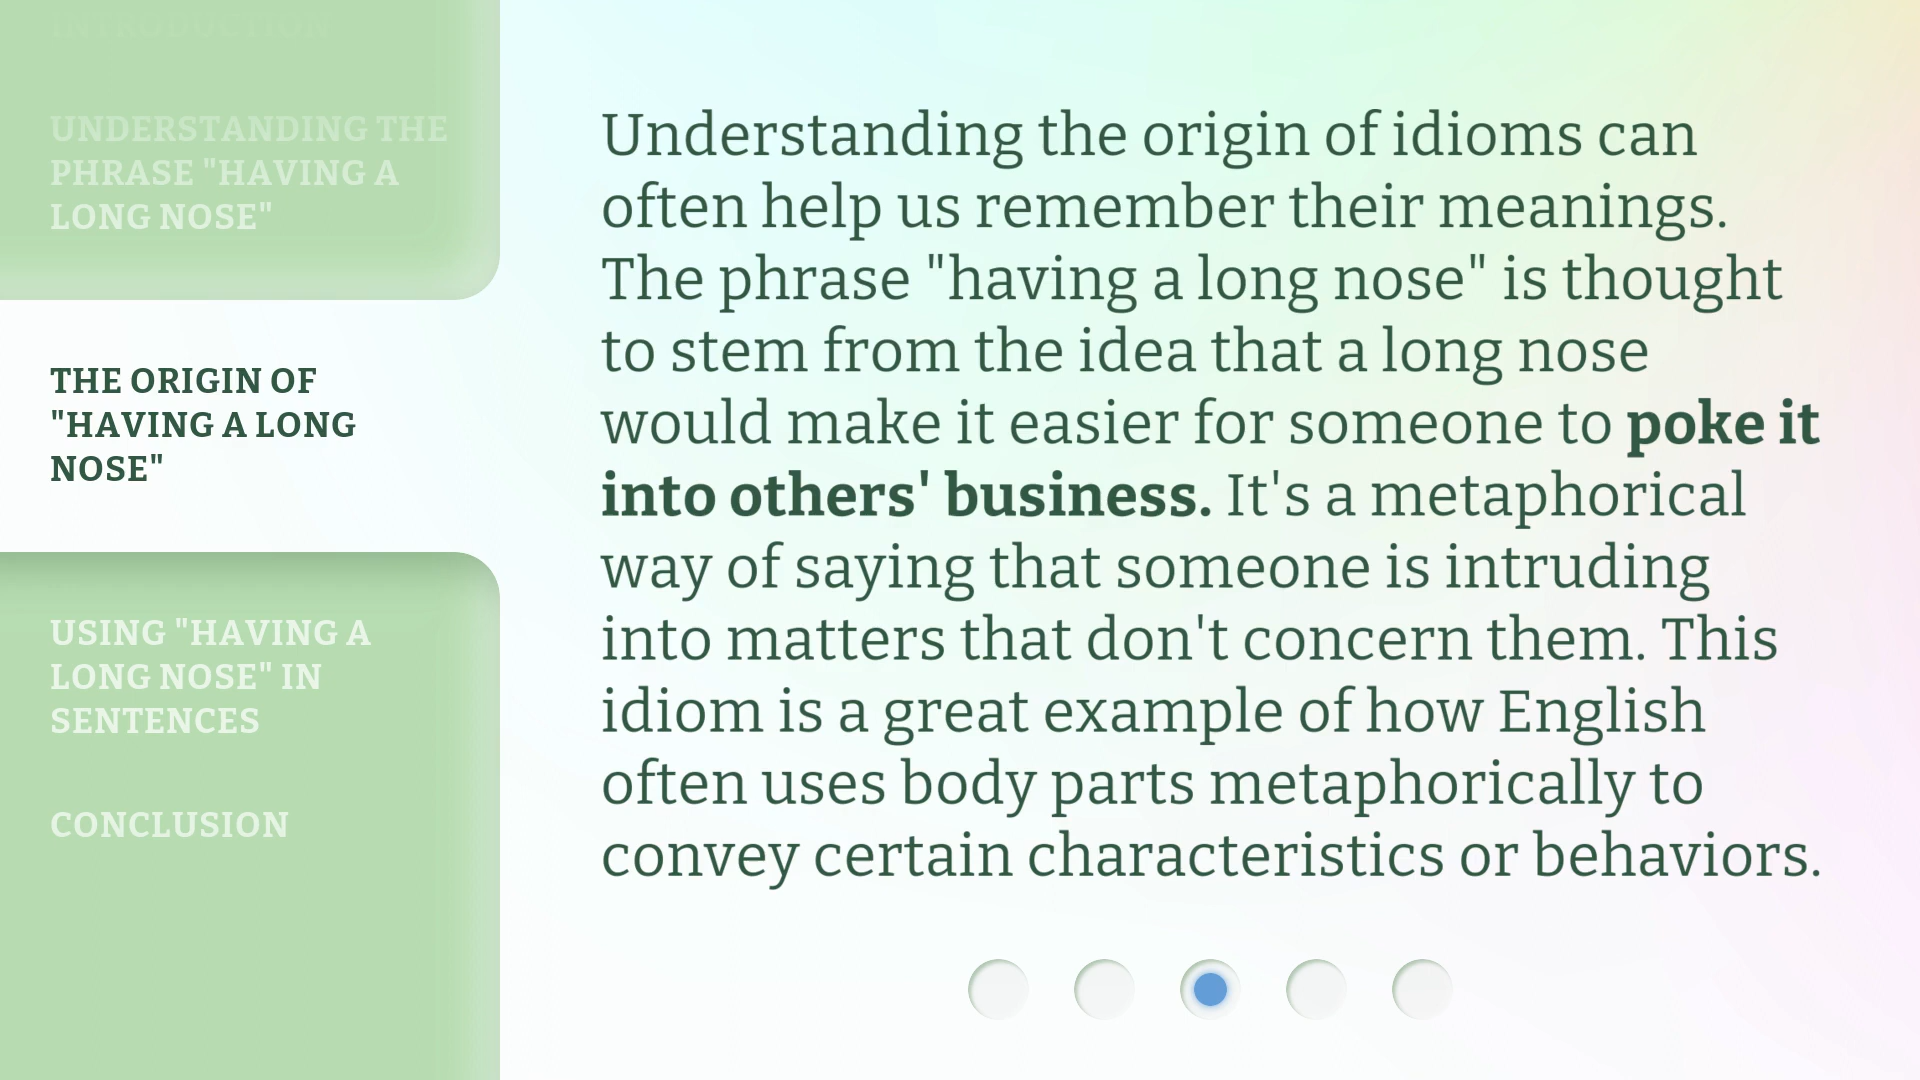 INTRODUCTION
UNDERSTANDING THE
PHRASE "HAVING A
LONG NOSE"
THE ORIGIN OF
"HAVING A LONG
NOSE"
USING "HAVING A
LONG NOSE" IN
SENTENCES
CONCLUSION
Understanding the origin of idioms can
often help us remember their meanings.
The phrase "having a long nose" is thought
to stem from the idea that a long nose
would make it easier for someone to poke it
into others' business. It's a metaphorical
way of saying that someone is intruding
into matters that don't concern them. This
idiom is a great example of how English
often uses body parts metaphorically to
convey certain characteristics or behaviors.